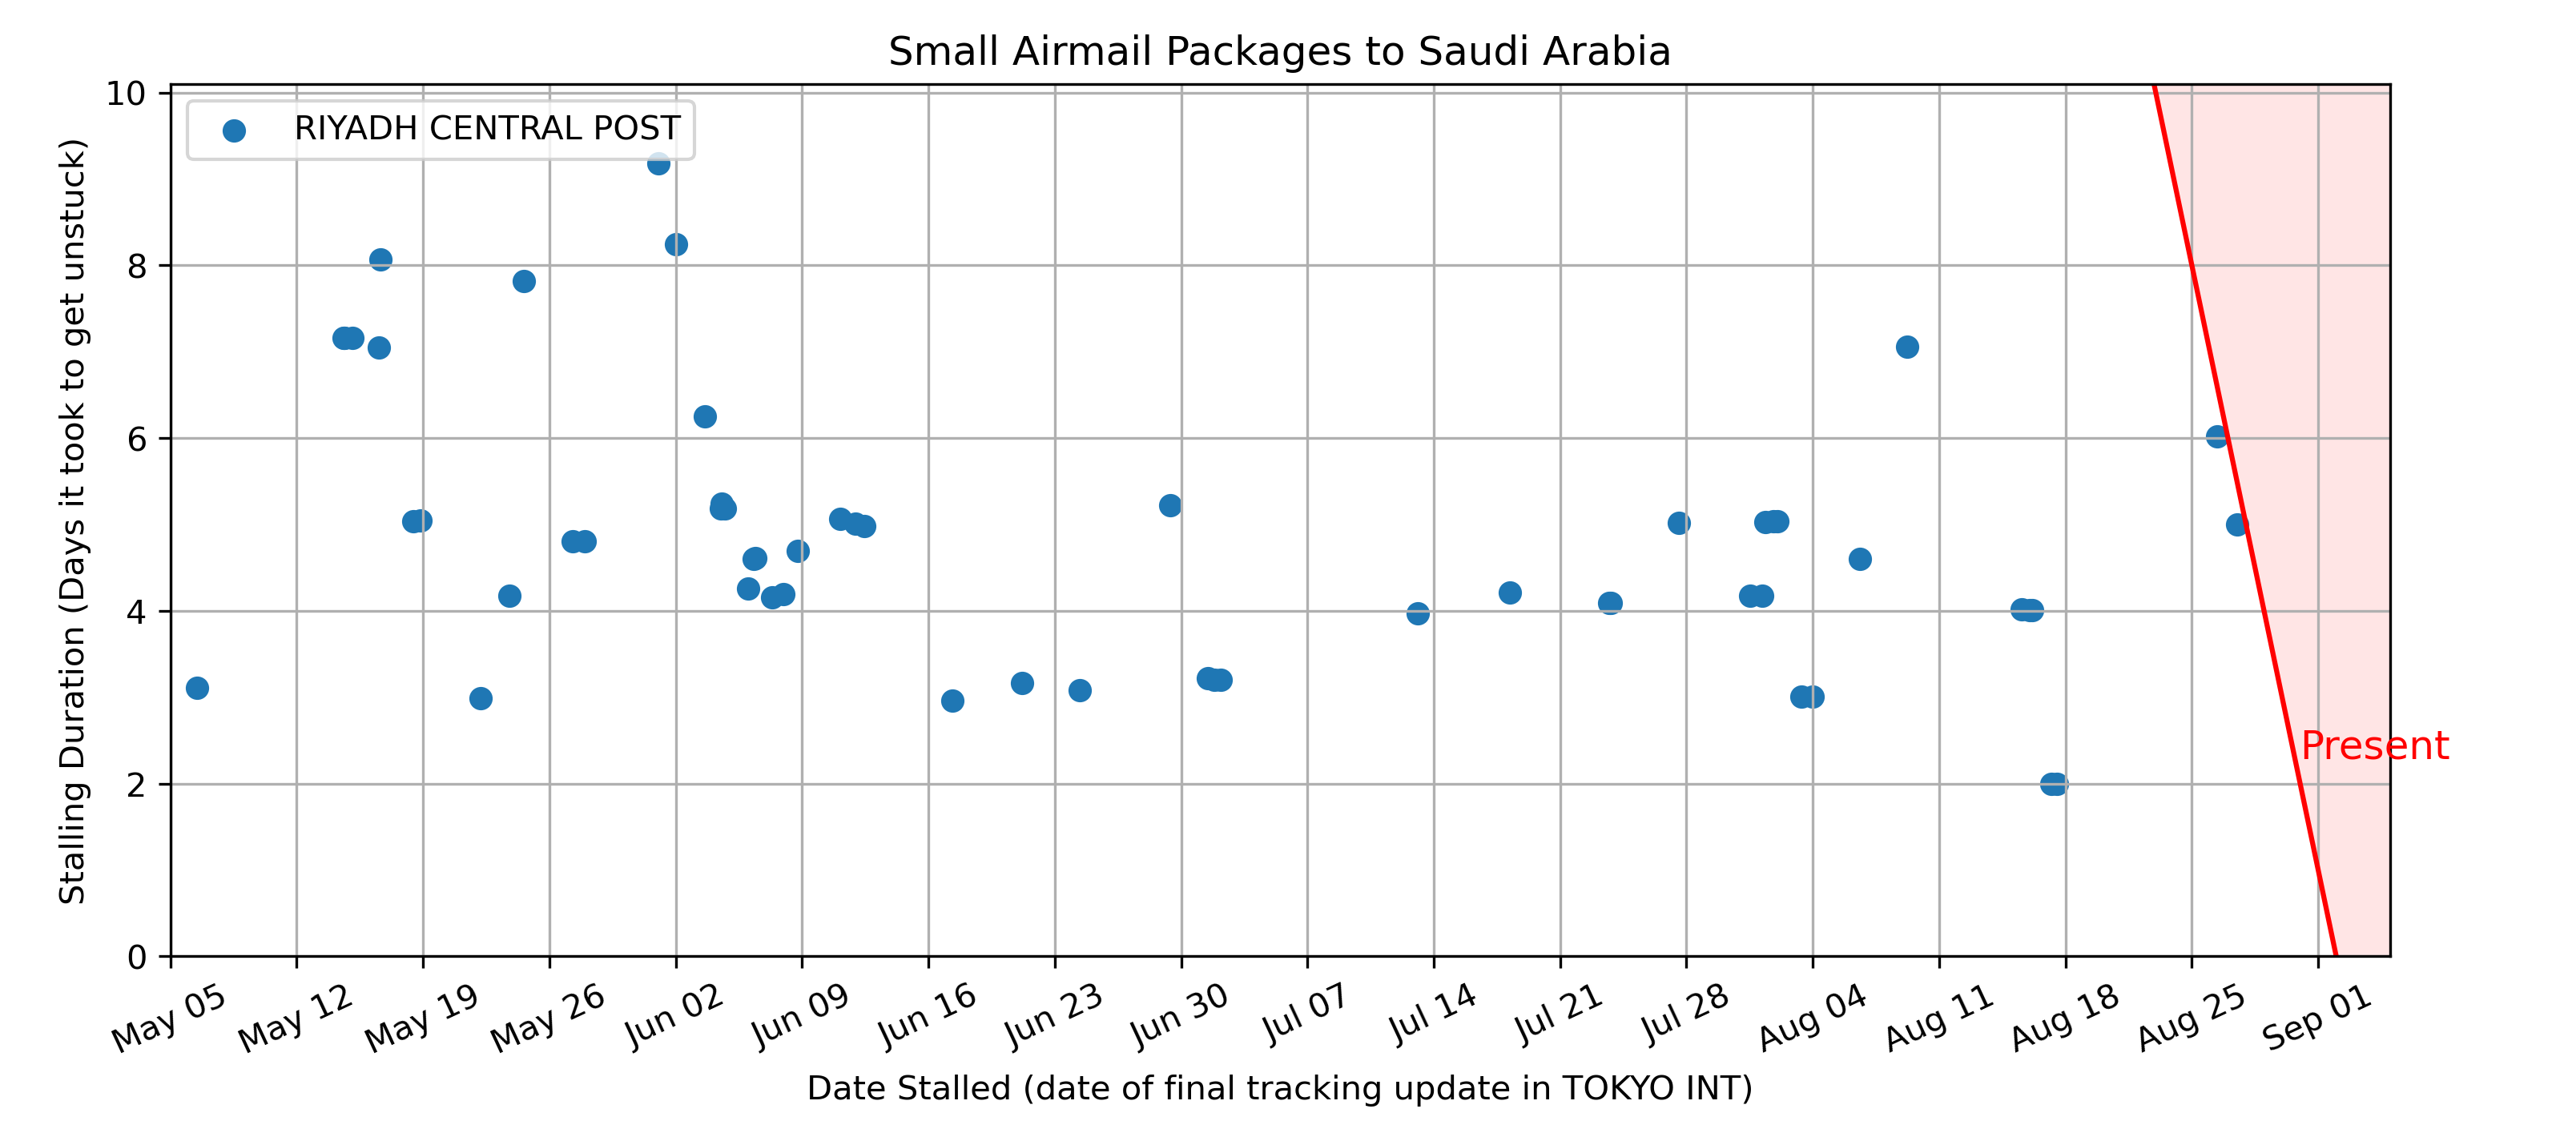 Small Airmail Packages to Saudi Arabia
RIYADH CENTRAL POST
Stalling Duration (Days it took to get unstuck)
10
8
6
4
2
0
Present
May 05
May 12
May 19
May 26
Jun 02
Jun 09
Jun 16
Jun 23
Jun 30
Jul 07
Jul 14
Jul 21
Jul 28
Aug 04
Aug 11
Aug 18
Aug 25
Sep 01
Date Stalled (date of final tracking update in TOKYO INT)